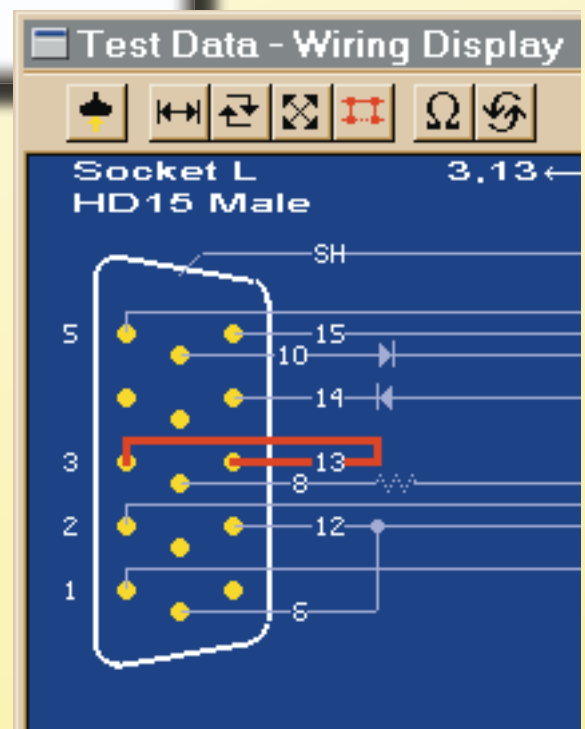 Test Data - Wiring Display
Ω
Socket L
3,13←
HD15 Male
SH
5
15
10
14
3
13
8
2
12
1
6